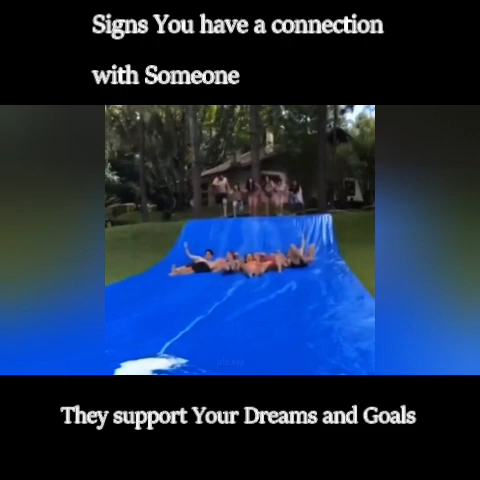 Signs You have a connection
with Someone
They support Your Dreams and Goals